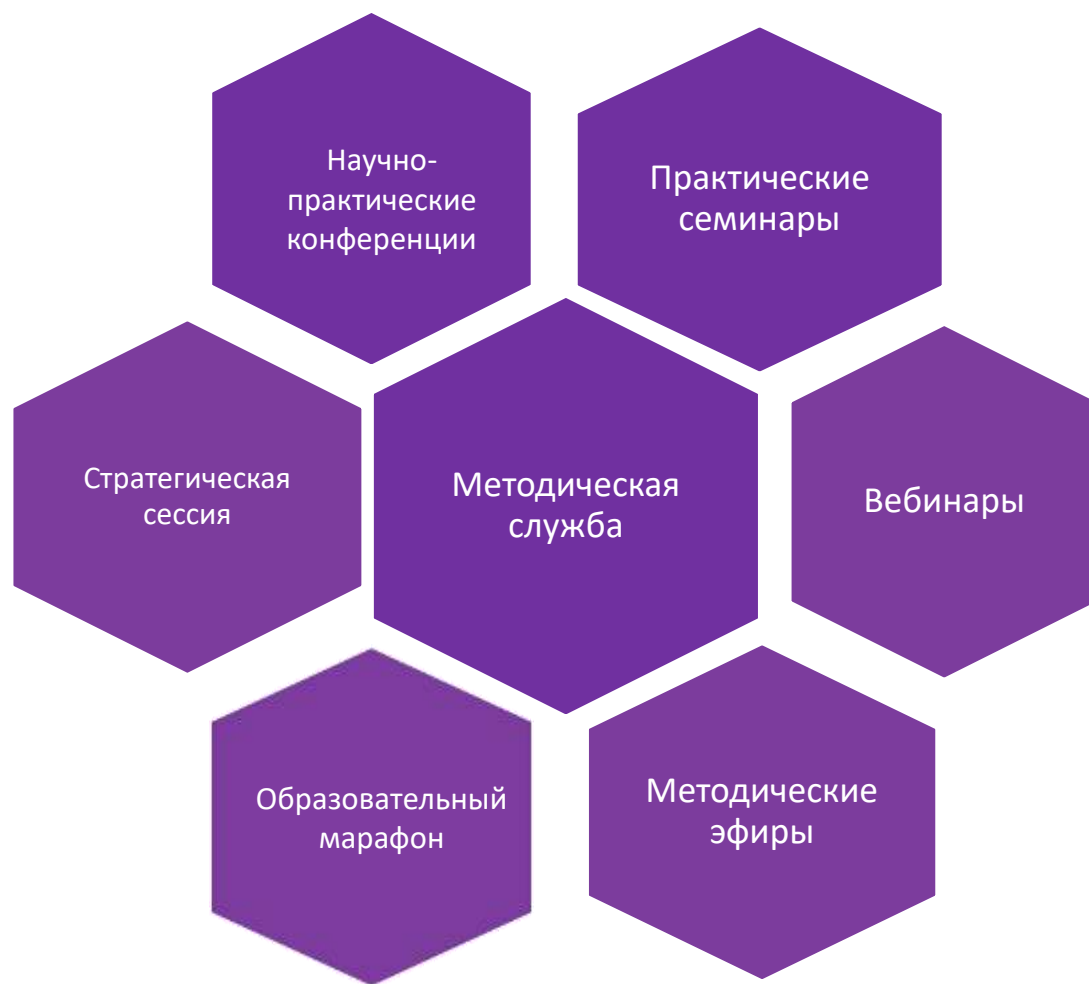 Научно-
практические
конференции
Практические
семинары
Стратегическая
сессия
Методическая
служба
Вебинары
Образовательный
марафон
Методические
эфиры